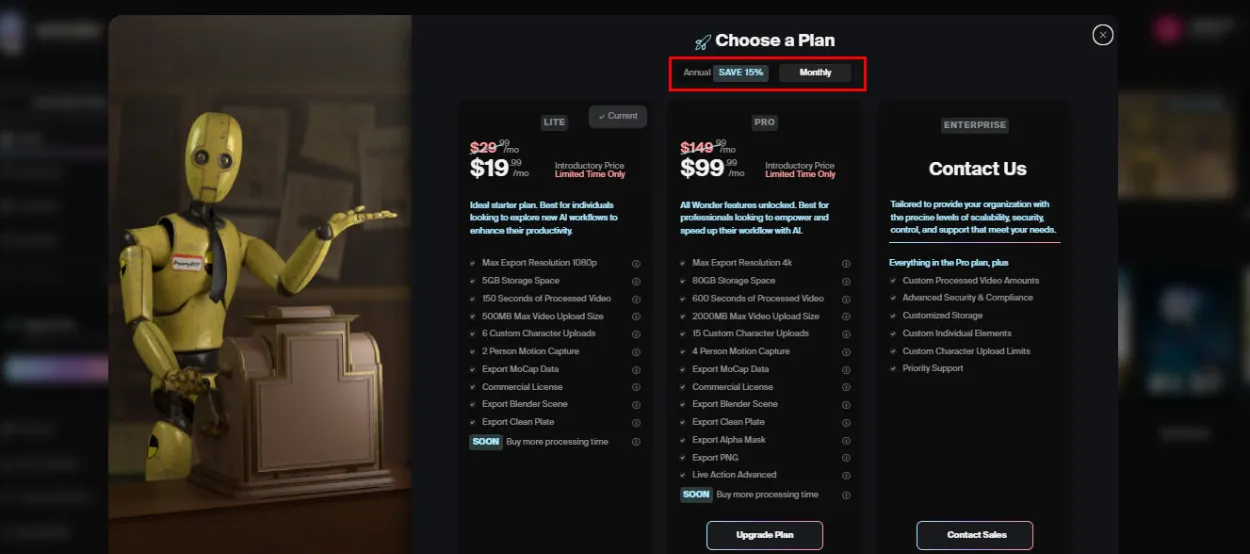 Choose a Plan
Annual SAVE 15% Monthly
LITE
Current
$29.99/mo
$19.99/mo
Introductory Price
Limited Time Only
Ideal starter plan. Best for individuals
looking to explore new AI workflows to
enhance their productivity.
Max Export Resolution 1080p
5GB Storage Space
150 Seconds of Processed Video
500MB Max Video Upload Size
6 Custom Character Uploads
2 Person Motion Capture
Export MoCap Data
Commercial License
Export Blender Scene
Export Clean Plate
SOON Buy more processing time
PRO
$149.99/mo
$99.99/mo
Introductory Price
Limited Time Only
All Wonder features unlocked. Best for
professionals looking to empower and
speed up their workflow with AI.
Max Export Resolution 4k
80GB Storage Space
600 Seconds of Processed Video
2000MB Max Video Upload Size
15 Custom Character Uploads
4 Person Motion Capture
Export MoCap Data
Commercial License
Export Blender Scene
Export Clean Plate
Export Alpha Mask
Export PNG
Live Action Advanced
SOON Buy more processing time
Upgrade Plan
ENTERPRISE
Contact Us
Tailored to provide your organization with
the precise levels of scalability, security,
control, and support that meet your needs.
Everything in the Pro plan, plus
Custom Processed Video Amounts
Advanced Security & Compliance
Customized Storage
Custom Individual Elements
Custom Character Upload Limits
Priority Support
Contact Sales